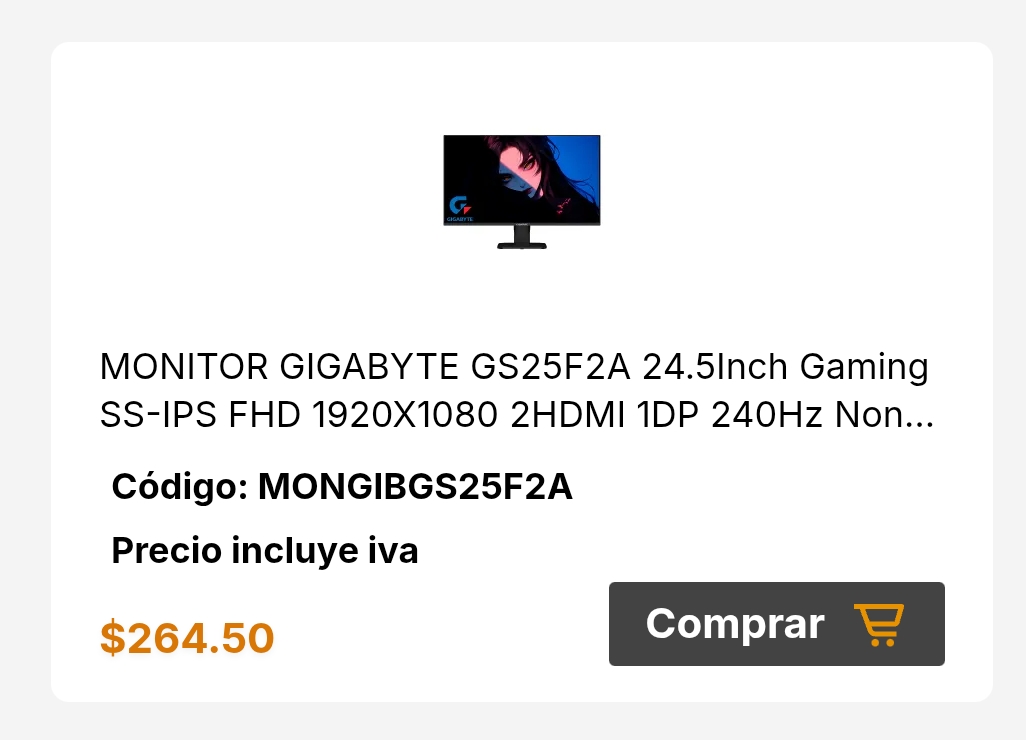 GIGABYTE
MONITOR GIGABYTE GS25F2A 24.5Inch Gaming
SS-IPS FHD 1920X1080 2HDMI 1DP 240Hz Non...
Código: MONGIBGS25F2A
Precio incluye iva
$264.50
Comprar